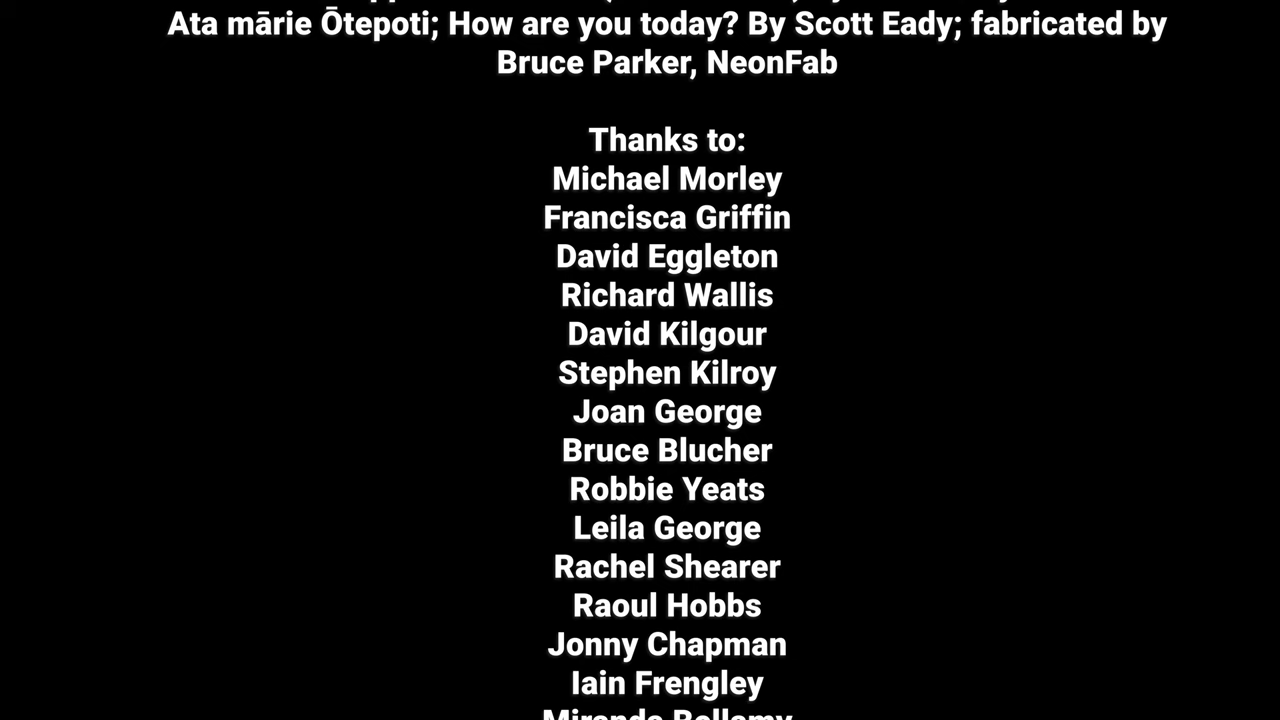 Ata mārie Ōtepoti; How are you today? By Scott Eady; fabricated by
Bruce Parker, NeonFab
Thanks to:
Michael Morley
Francisca Griffin
David Eggleton
Richard Wallis
David Kilgour
Stephen Kilroy
Joan George
Bruce Blucher
Robbie Yeats
Leila George
Rachel Shearer
Raoul Hobbs
Jonny Chapman
Iain Frengley
Miranda Bellamy